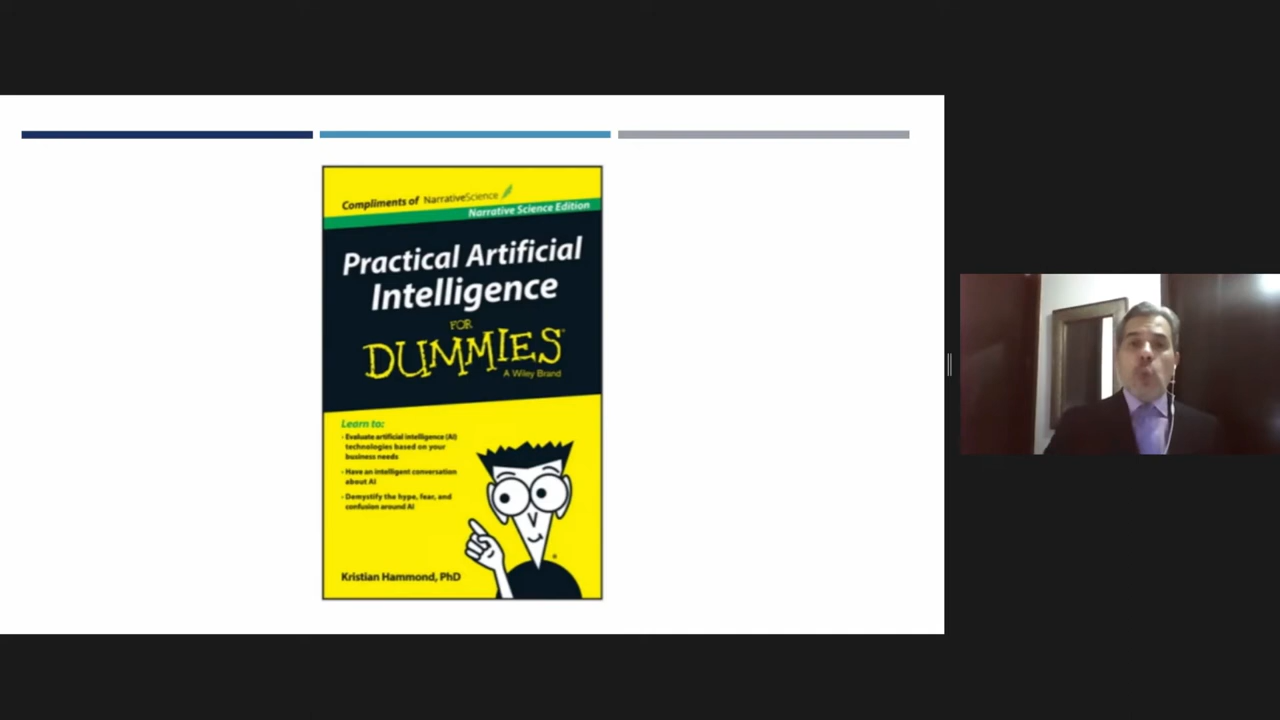 Compliments of NarrativeScience
Narrative Science Edition
Practical Artificial
Intelligence
FOR
DUMMIES®
A Wiley Brand
Learn to:
· Evaluate artificial intelligence (AI)
technologies based on your
business needs
· Have an intelligent conversation
about AI
· Demystify the hype, fear, and
confusion around AI
Kristian Hammond, PhD